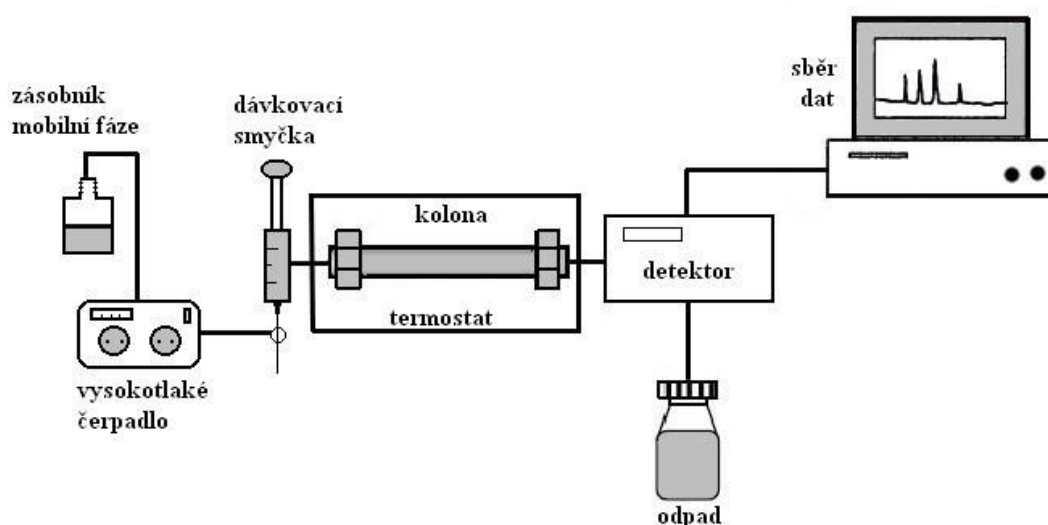 zásobník
mobilní fáze
dávkovací
smyčka
sběr
dat
kolona
termostat
detektor
vysokotlaké
čerpadlo
odpad